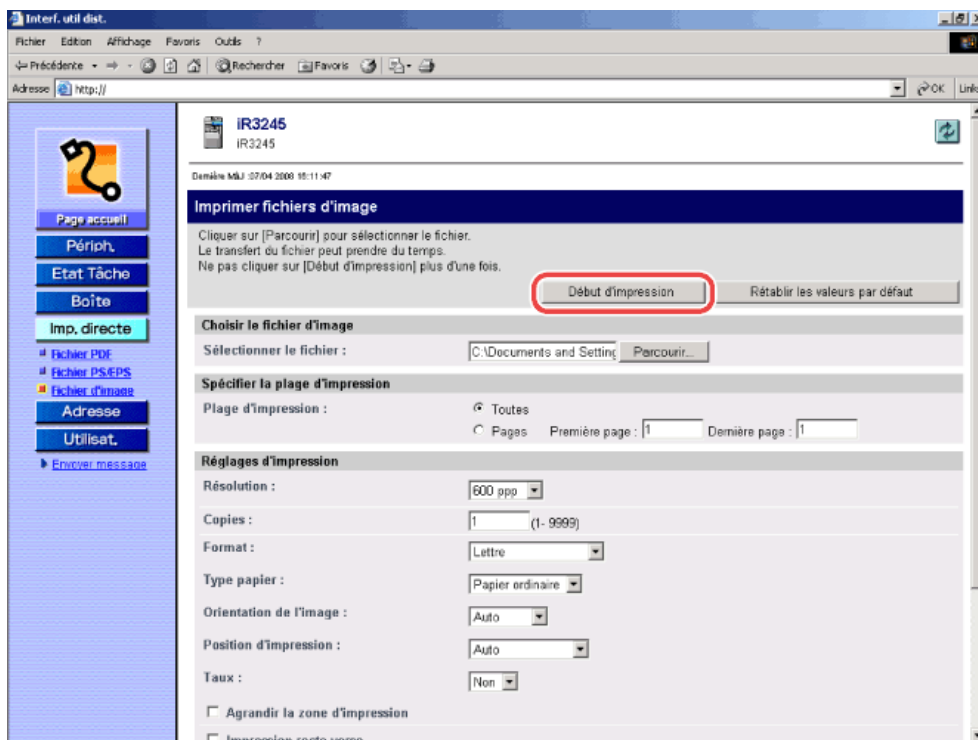 Interf. util dist.
Fichier Edition Affichage Favoris Outils ?
Précédente Rechercher Favoris
Adresse http:// OK
iR3245
iR3245
Dernière MàJ :07/04 2008 16:11:47
Page accueil
Périph.
Etat Tâche
Boîte
Imp. directe
Fichier PDF
Fichier PS/EPS
Fichier d'image
Adresse
Utilisat.
Envoyer message
Imprimer fichiers d'image
Cliquer sur [Parcourir] pour sélectionner le fichier.
Le transfert du fichier peut prendre du temps.
Ne pas cliquer sur [Début d'impression] plus d'une fois.
Début d'impression Rétablir les valeurs par défaut
Choisir le fichier d'image
Sélectionner le fichier : C:\Documents and Setting Parcourir...
Spécifier la plage d'impression
Plage d'impression : Toutes
Pages Première page : 1 Dernière page : 1
Réglages d'impression
Résolution : 600 ppp
Copies : 1 (1- 9999)
Format : Lettre
Type papier : Papier ordinaire
Orientation de l'image : Auto
Position d'impression : Auto
Taux : Non
Agrandir la zone d'impression